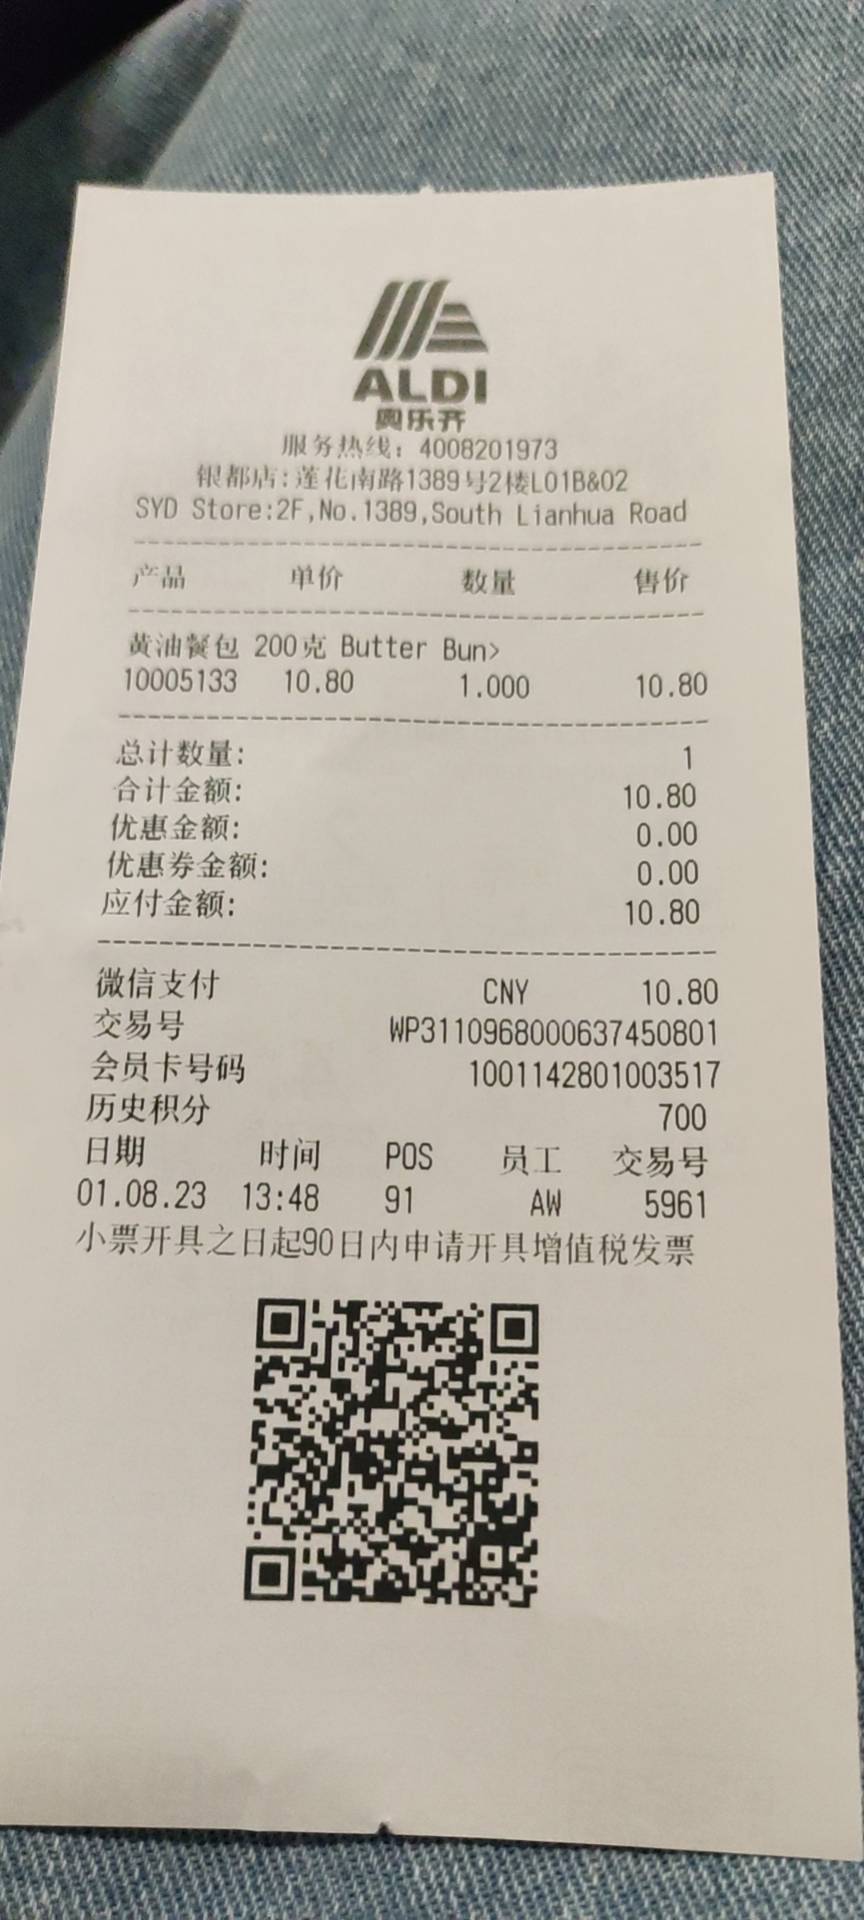 ALDI
奥乐齐
服务热线: 4008201973
银都店:莲花南路1389号2楼L01B&02
SYD Store:2F,No.1389,South Lianhua Road
产品 单价 数量 售价
黄油餐包 200克 Butter Bun>
10005133 10.80 1.000 10.80
总计数量: 1
合计金额: 10.80
优惠金额: 0.00
优惠券金额: 0.00
应付金额: 10.80
微信支付 CNY 10.80
交易号 WP3110968000637450801
会员卡号码 1001142801003517
历史积分 700
日期 时间 POS 员工 交易号
01.08.23 13:48 91 AW 5961
小票开具之日起90日内申请开具增值税发票